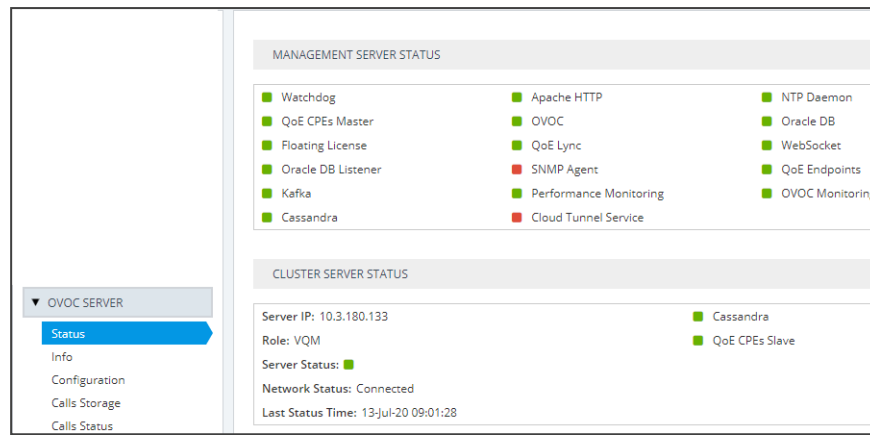 MANAGEMENT SERVER STATUS
Watchdog Apache HTTP NTP Daemon
QoE CPEs Master OVOC Oracle DB
Floating License QoE Lync WebSocket
Oracle DB Listener SNMP Agent QoE Endpoints
Kafka Performance Monitoring OVOC Monitoring
Cassandra Cloud Tunnel Service
CLUSTER SERVER STATUS
Server IP: 10.3.180.133 Cassandra
Role: VQM QoE CPEs Slave
Server Status:
Network Status: Connected
Last Status Time: 13-Jul-20 09:01:28
OVOC SERVER
Status
Info
Configuration
Calls Storage
Calls Status